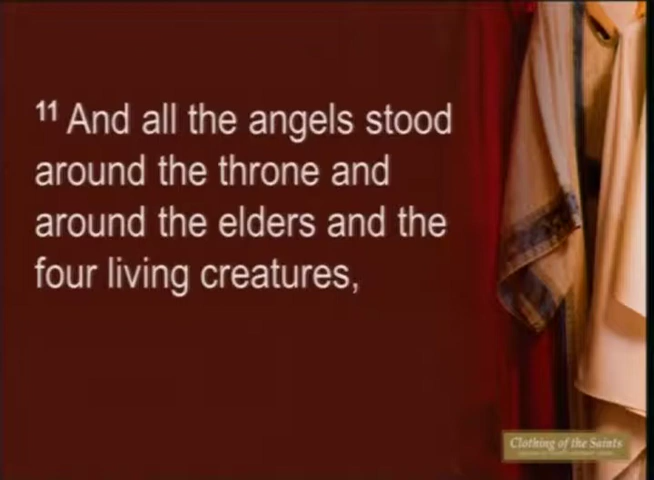 11 And all the angels stood
around the throne and
around the elders and the
four living creatures,
Clothing of the Saints